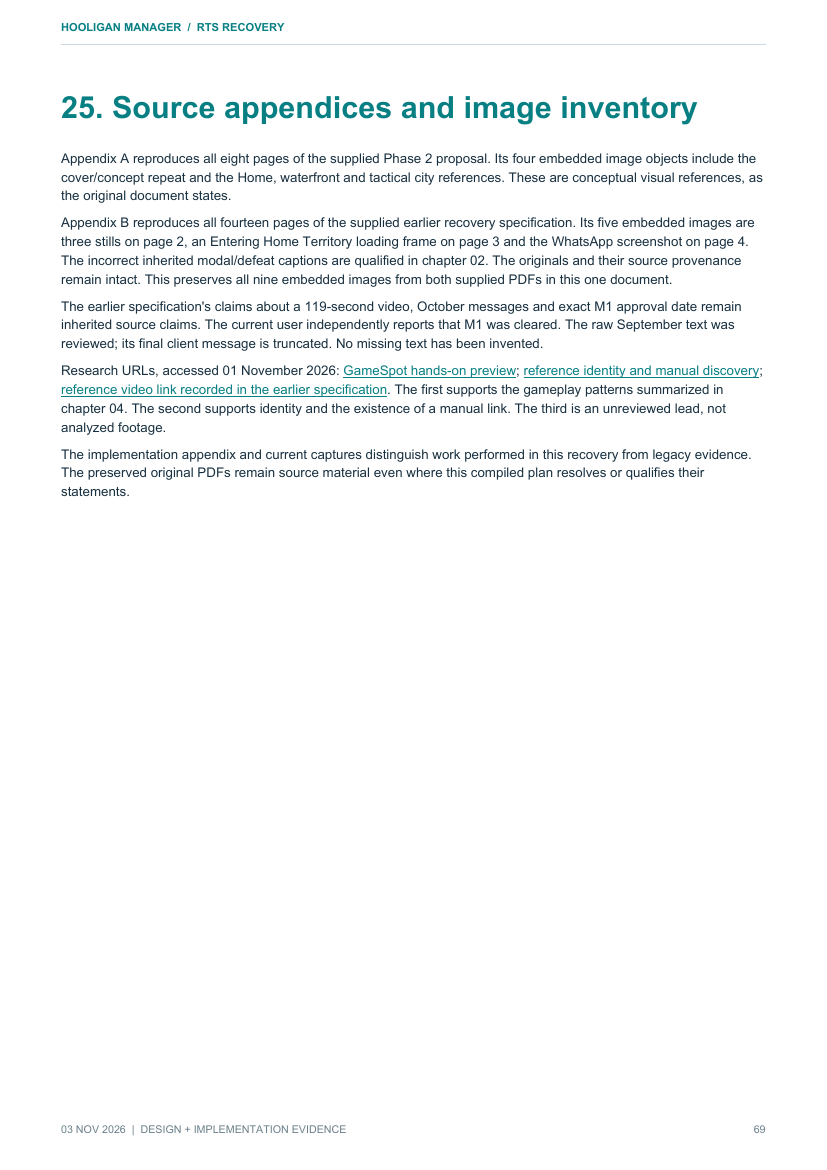 HOOLIGAN MANAGER / RTS RECOVERY
25. Source appendices and image inventory
Appendix A reproduces all eight pages of the supplied Phase 2 proposal. Its four embedded image objects include the
cover/concept repeat and the Home, waterfront and tactical city references. These are conceptual visual references, as
the original document states.
Appendix B reproduces all fourteen pages of the supplied earlier recovery specification. Its five embedded images are
three stills on page 2, an Entering Home Territory loading frame on page 3 and the WhatsApp screenshot on page 4.
The incorrect inherited modal/defeat captions are qualified in chapter 02. The originals and their source provenance
remain intact. This preserves all nine embedded images from both supplied PDFs in this one document.
The earlier specification's claims about a 119-second video, October messages and exact M1 approval date remain
inherited source claims. The current user independently reports that M1 was cleared. The raw September text was
reviewed; its final client message is truncated. No missing text has been invented.
Research URLs, accessed 01 November 2026: GameSpot hands-on preview; reference identity and manual discovery;
reference video link recorded in the earlier specification. The first supports the gameplay patterns summarized in
chapter 04. The second supports identity and the existence of a manual link. The third is an unreviewed lead, not
analyzed footage.
The implementation appendix and current captures distinguish work performed in this recovery from legacy evidence.
The preserved original PDFs remain source material even where this compiled plan resolves or qualifies their
statements.
03 NOV 2026 | DESIGN + IMPLEMENTATION EVIDENCE
69